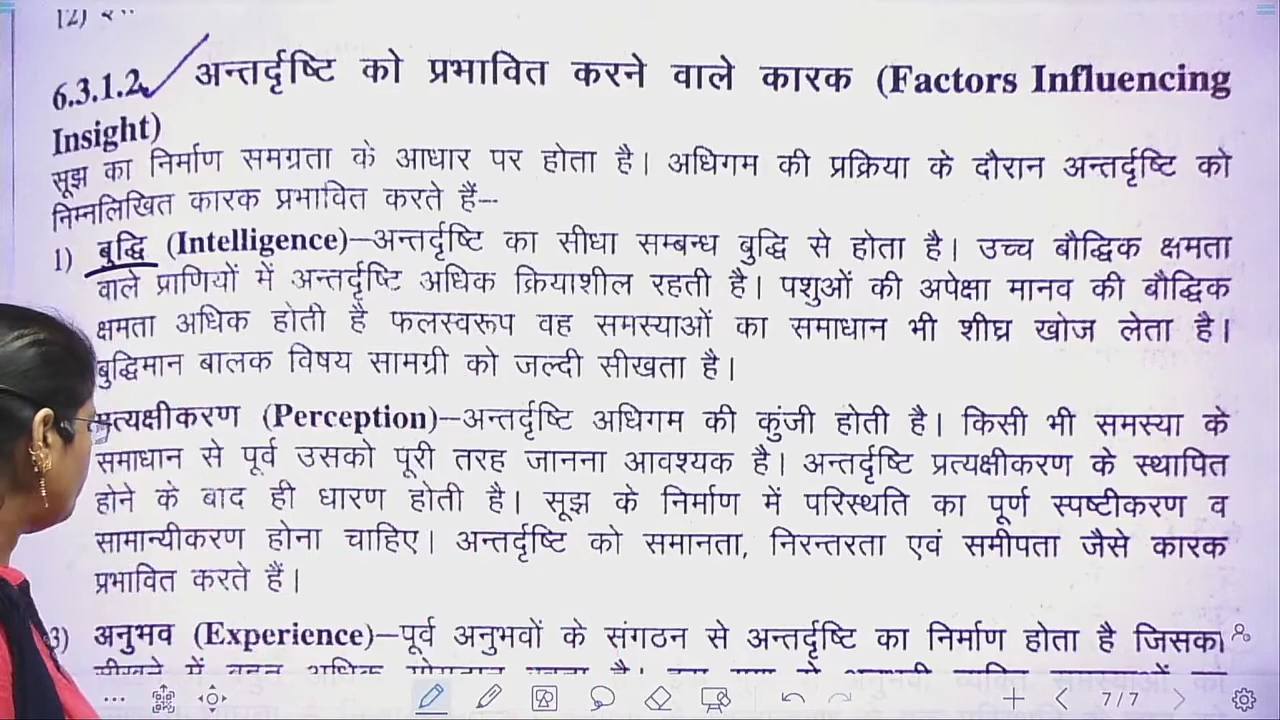 6.3.1.2 अन्तर्दृष्टि को प्रभावित करने वाले कारक (Factors Influencing
Insight)
सूझ का निर्माण समग्रता के आधार पर होता है। अधिगम की प्रक्रिया के दौरान अन्तर्दृष्टि को
निम्नलिखित कारक प्रभावित करते हैं--
1) बुद्धि (Intelligence)–अन्तर्दृष्टि का सीधा सम्बन्ध बुद्धि से होता है। उच्च बौद्धिक क्षमता
वाले प्राणियों में अन्तर्दृष्टि अधिक क्रियाशील रहती है। पशुओं की अपेक्षा मानव की बौद्धिक
क्षमता अधिक होती है फलस्वरूप वह समस्याओं का समाधान भी शीघ्र खोज लेता है।
बुद्धिमान बालक विषय सामग्री को जल्दी सीखता है।
प्रत्यक्षीकरण (Perception)–अन्तर्दृष्टि अधिगम की कुंजी होती है। किसी भी समस्या के
समाधान से पूर्व उसको पूरी तरह जानना आवश्यक है। अन्तर्दृष्टि प्रत्यक्षीकरण के स्थापित
होने के बाद ही धारण होती है। सूझ के निर्माण में परिस्थति का पूर्ण स्पष्टीकरण व
सामान्यीकरण होना चाहिए। अन्तर्दृष्टि को समानता, निरन्तरता एवं समीपता जैसे कारक
प्रभावित करते हैं।
3) अनुभव (Experience)–पूर्व अनुभवों के संगठन से अन्तर्दृष्टि का निर्माण होता है जिसका
7/7